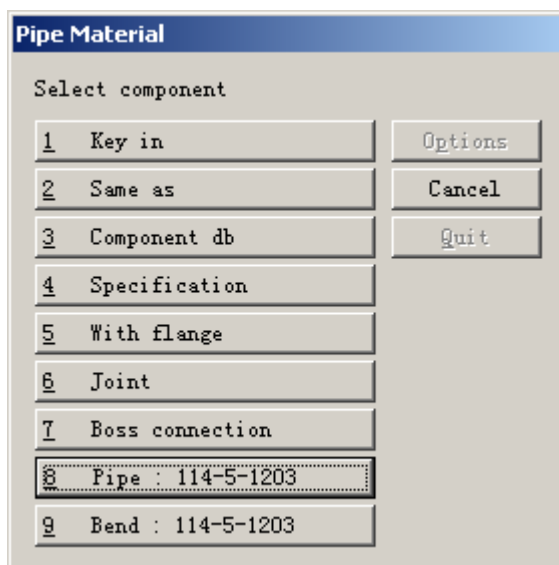 Pipe Material
Select component
1 Key in
Options
2 Same as
Cancel
3 Component db
Quit
4 Specification
5 With flange
6 Joint
7 Boss connection
8 Pipe : 114-5-1203
9 Bend : 114-5-1203